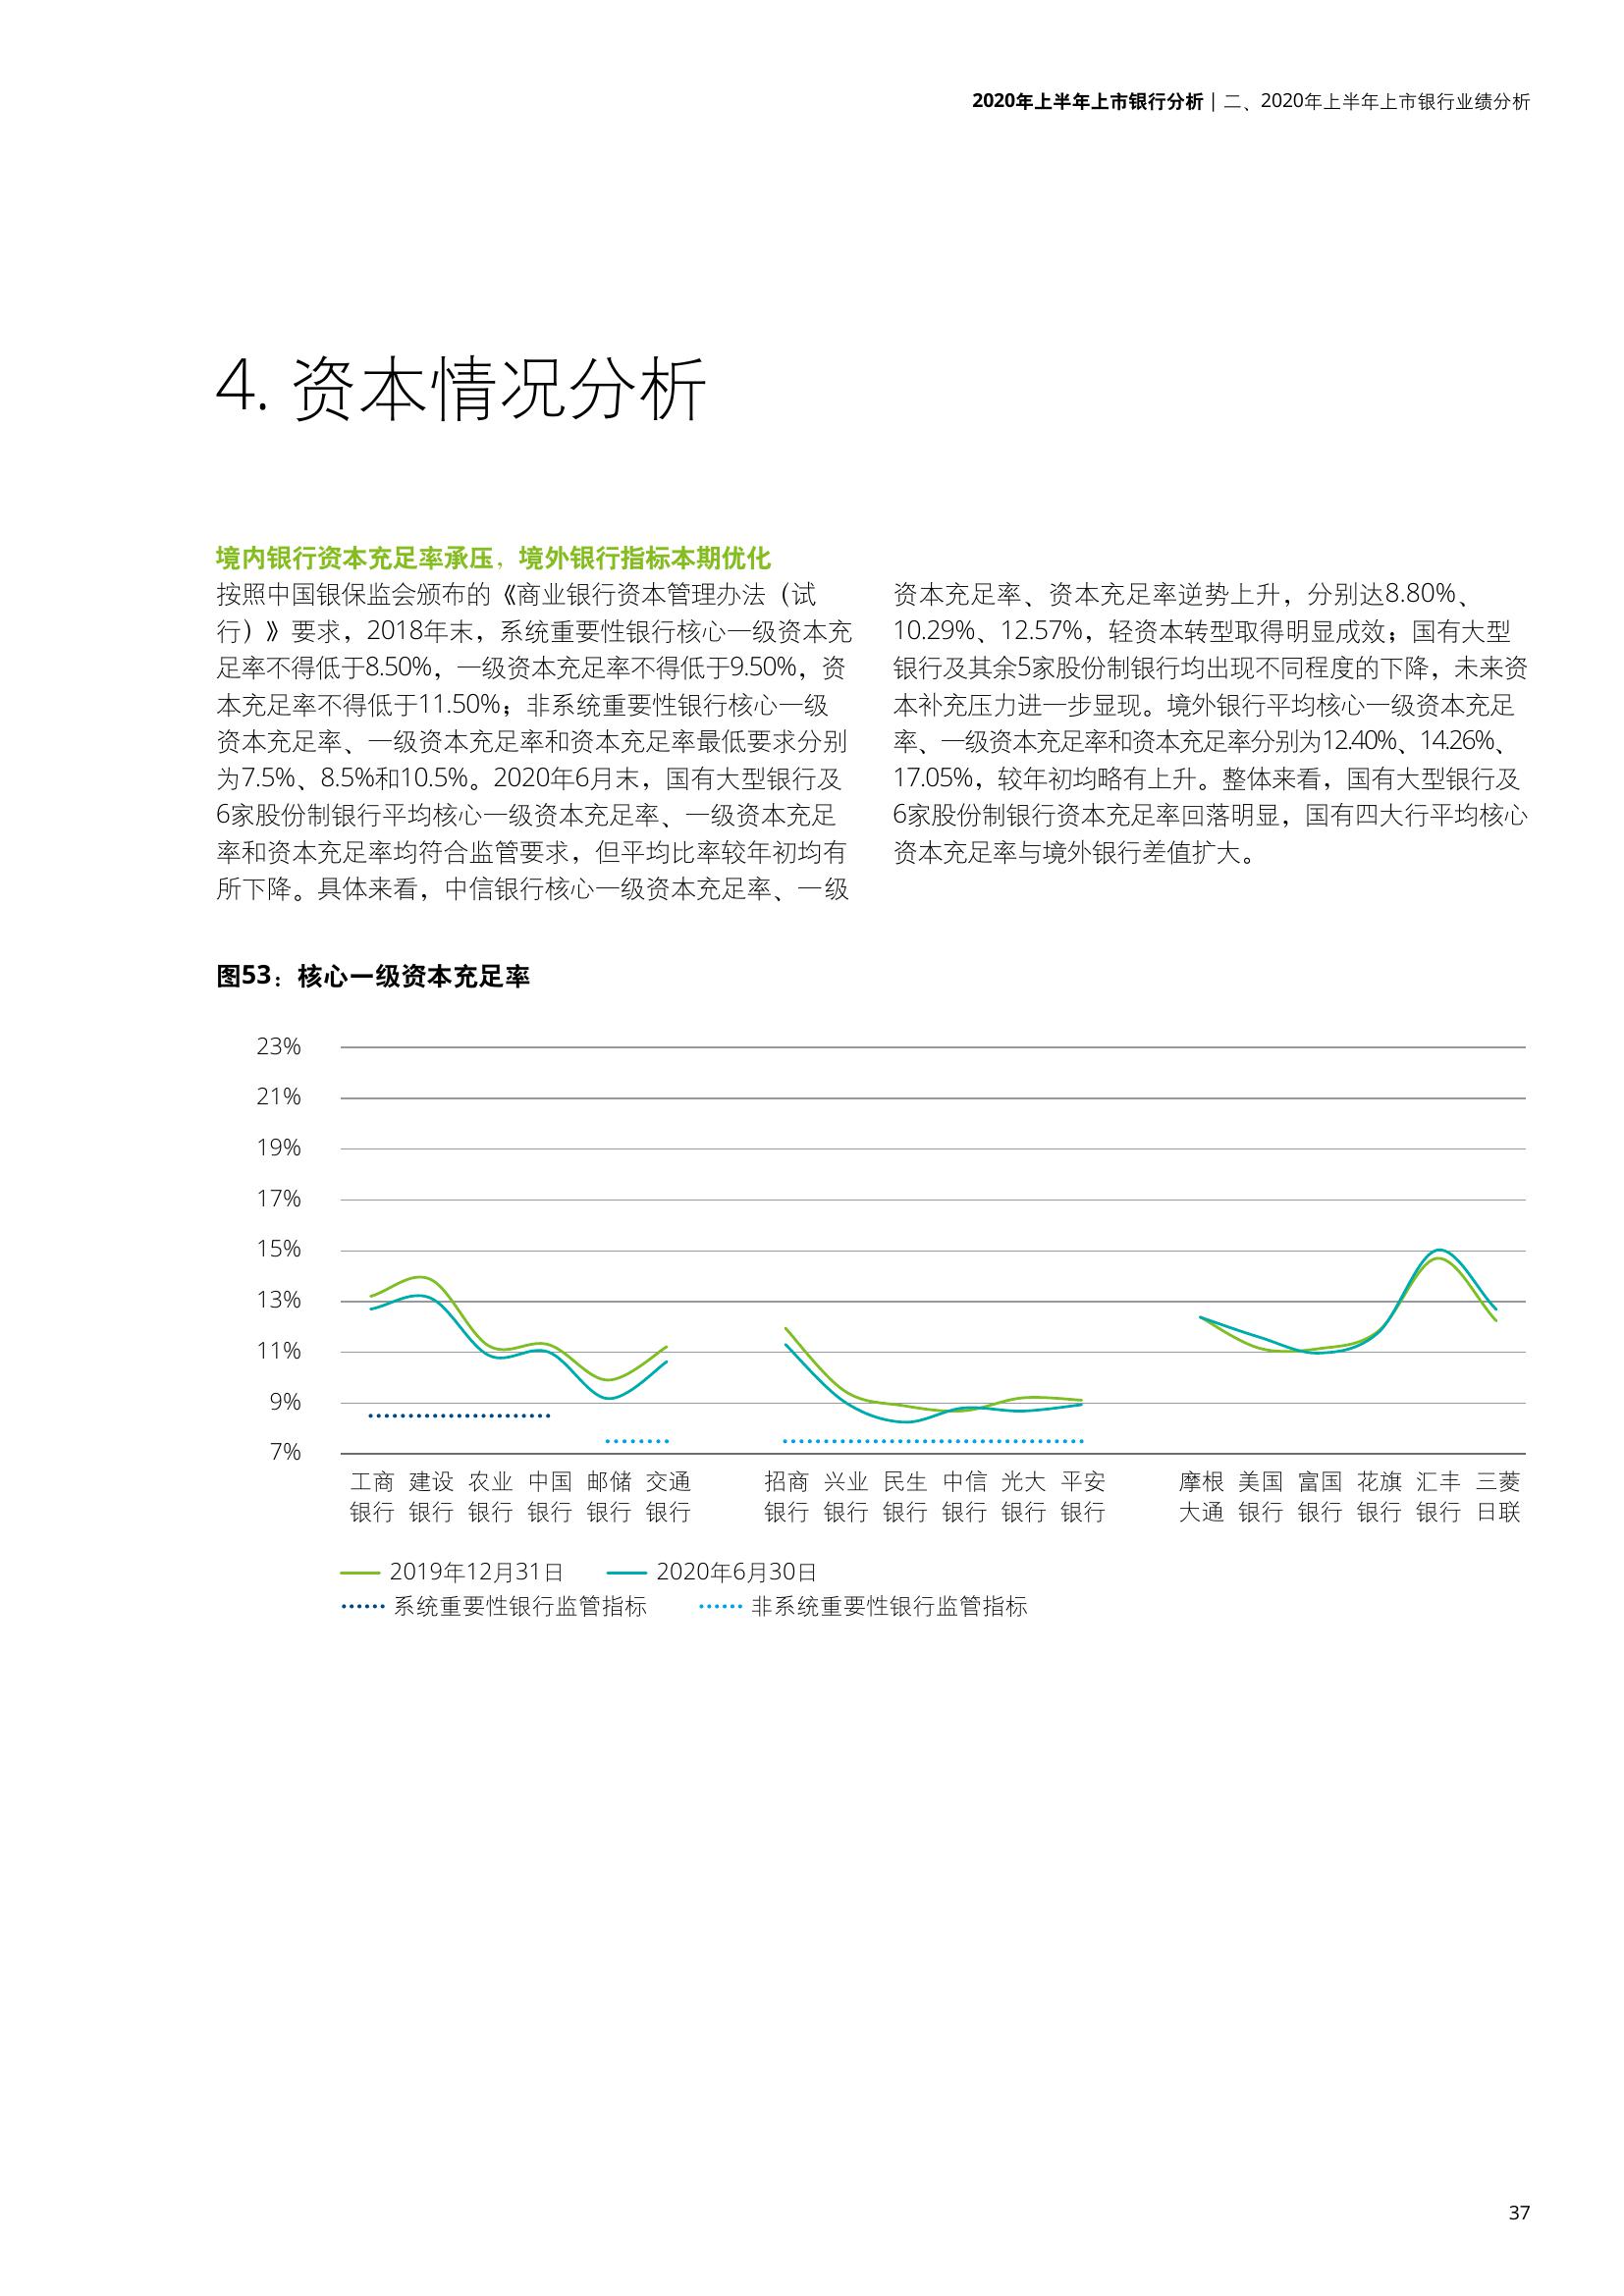 2020年上半年上市银行分析 | 二、2020年上半年上市银行业绩分析
4. 资本情况分析
境内银行资本充足率承压，境外银行指标本期优化
按照中国银保监会颁布的《商业银行资本管理办法（试
行）》要求，2018年末，系统重要性银行核心一级资本充
足率不得低于8.50%，一级资本充足率不得低于9.50%，资
本充足率不得低于11.50%；非系统重要性银行核心一级
资本充足率、一级资本充足率和资本充足率最低要求分别
为7.5%、8.5%和10.5%。2020年6月末，国有大型银行及
6家股份制银行平均核心一级资本充足率、一级资本充足
率和资本充足率均符合监管要求，但平均比率较年初均有
所下降。具体来看，中信银行核心一级资本充足率、一级
资本充足率、资本充足率逆势上升，分别达8.80%、
10.29%、12.57%，轻资本转型取得明显成效；国有大型
银行及其余5家股份制银行均出现不同程度的下降，未来资
本补充压力进一步显现。境外银行平均核心一级资本充足
率、一级资本充足率和资本充足率分别为12.40%、14.26%、
17.05%，较年初均略有上升。整体来看，国有大型银行及
6家股份制银行资本充足率回落明显，国有四大行平均核心
资本充足率与境外银行差值扩大。
图53：核心一级资本充足率
23%
21%
19%
17%
15%
13%
11%
9%
7%
工商 建设 农业 中国 邮储 交通 招商 兴业 民生 中信 光大 平安 摩根 美国 富国 花旗 汇丰 三菱
银行 银行 银行 银行 银行 银行 银行 银行 银行 银行 银行 银行 大通 银行 银行 银行 银行 日联
2019年12月31日 2020年6月30日
系统重要性银行监管指标 非系统重要性银行监管指标
37